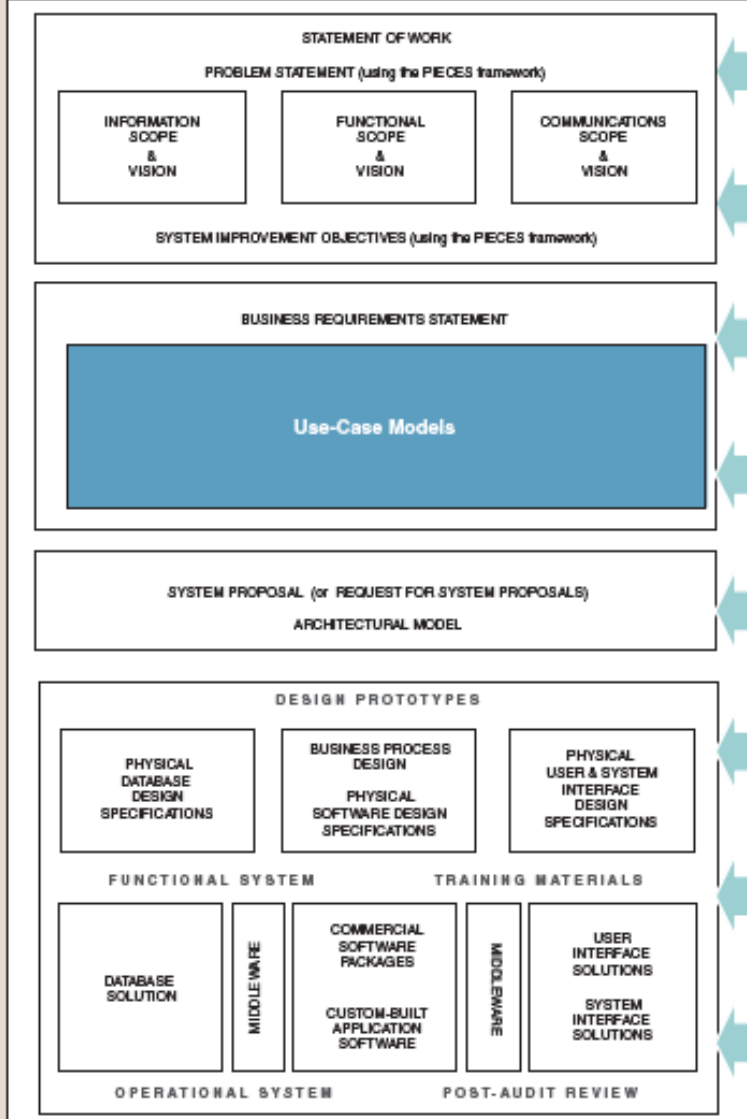 STATEMENT OF WORK
PROBLEM STATEMENT (using the PIECES framework)
INFORMATION
SCOPE
&
VISION
FUNCTIONAL
SCOPE
&
VISION
COMMUNICATIONS
SCOPE
&
VISION
SYSTEM IMPROVEMENT OBJECTIVES (using the PIECES framework)
BUSINESS REQUIREMENTS STATEMENT
Use-Case Models
SYSTEM PROPOSAL (or REQUEST FOR SYSTEM PROPOSALS)
ARCHITECTURAL MODEL
DESIGN PROTOTYPES
PHYSICAL
DATABASE
DESIGN
SPECIFICATIONS
BUSINESS PROCESS
DESIGN
PHYSICAL
SOFTWARE DESIGN
SPECIFICATIONS
PHYSICAL
USER & SYSTEM
INTERFACE
DESIGN
SPECIFICATIONS
FUNCTIONAL SYSTEM
TRAINING MATERIALS
DATABASE
SOLUTION
MIDDLEWARE
COMMERCIAL
SOFTWARE
PACKAGES
CUSTOM-BUILT
APPLICATION
SOFTWARE
MIDDLEWARE
USER
INTERFACE
SOLUTIONS
SYSTEM
INTERFACE
SOLUTIONS
OPERATIONAL SYSTEM
POST-AUDIT REVIEW